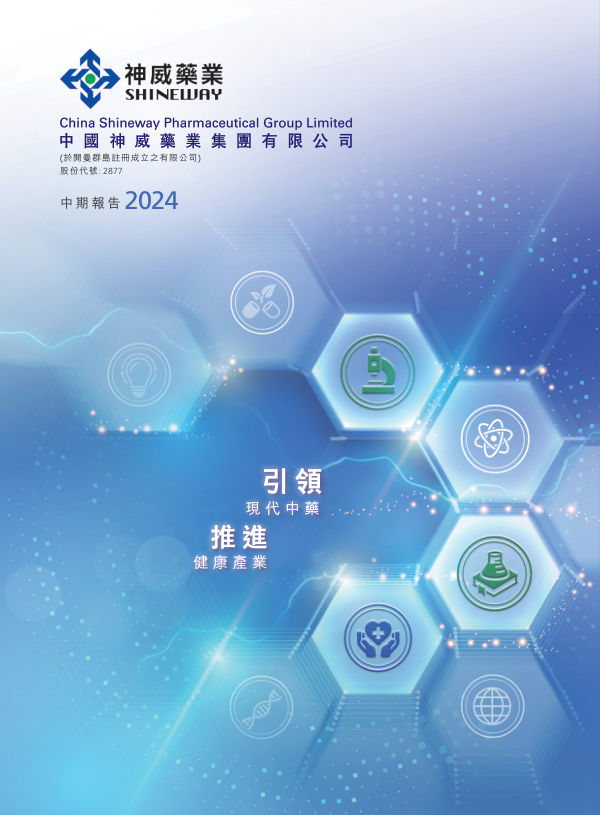 神威藥業
SHINEWAY
China Shineway Pharmaceutical Group Limited
中國神威藥業集團有限公司
(於開曼群島註冊成立之有限公司)
股份代號: 2877
中期報告 2024
引領
現代中藥
推進
健康產業